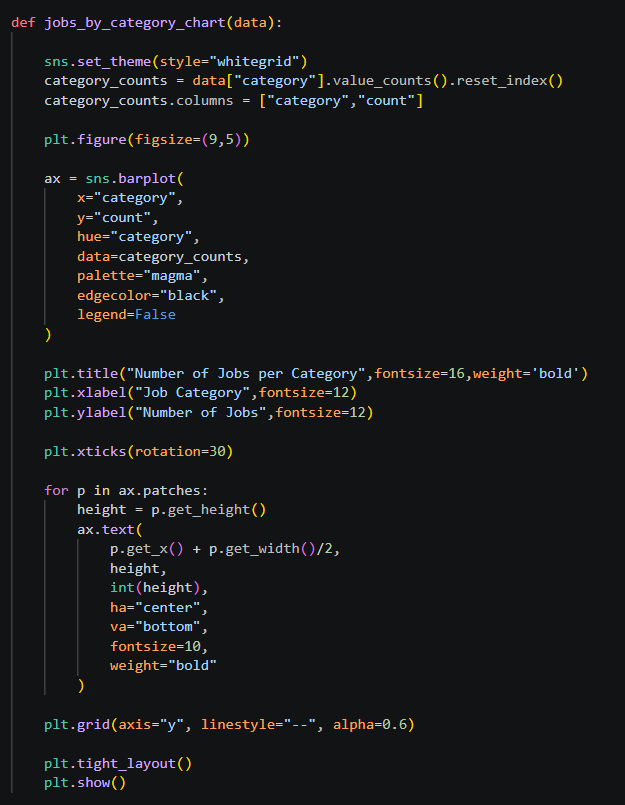 def jobs_by_category_chart(data):
    sns.set_theme(style="whitegrid")
    category_counts = data["category"].value_counts().reset_index()
    category_counts.columns = ["category","count"]
    plt.figure(figsize=(9,5))
    ax = sns.barplot(
        x="category",
        y="count",
        hue="category",
        data=category_counts,
        palette="magma",
        edgecolor="black",
        legend=False
    )
    plt.title("Number of Jobs per Category",fontsize=16,weight='bold')
    plt.xlabel("Job Category",fontsize=12)
    plt.ylabel("Number of Jobs",fontsize=12)
    plt.xticks(rotation=30)
    for p in ax.patches:
        height = p.get_height()
        ax.text(
            p.get_x() + p.get_width()/2,
            height,
            int(height),
            ha="center",
            va="bottom",
            fontsize=10,
            weight="bold"
        )
    plt.grid(axis="y", linestyle="--", alpha=0.6)
    plt.tight_layout()
    plt.show()